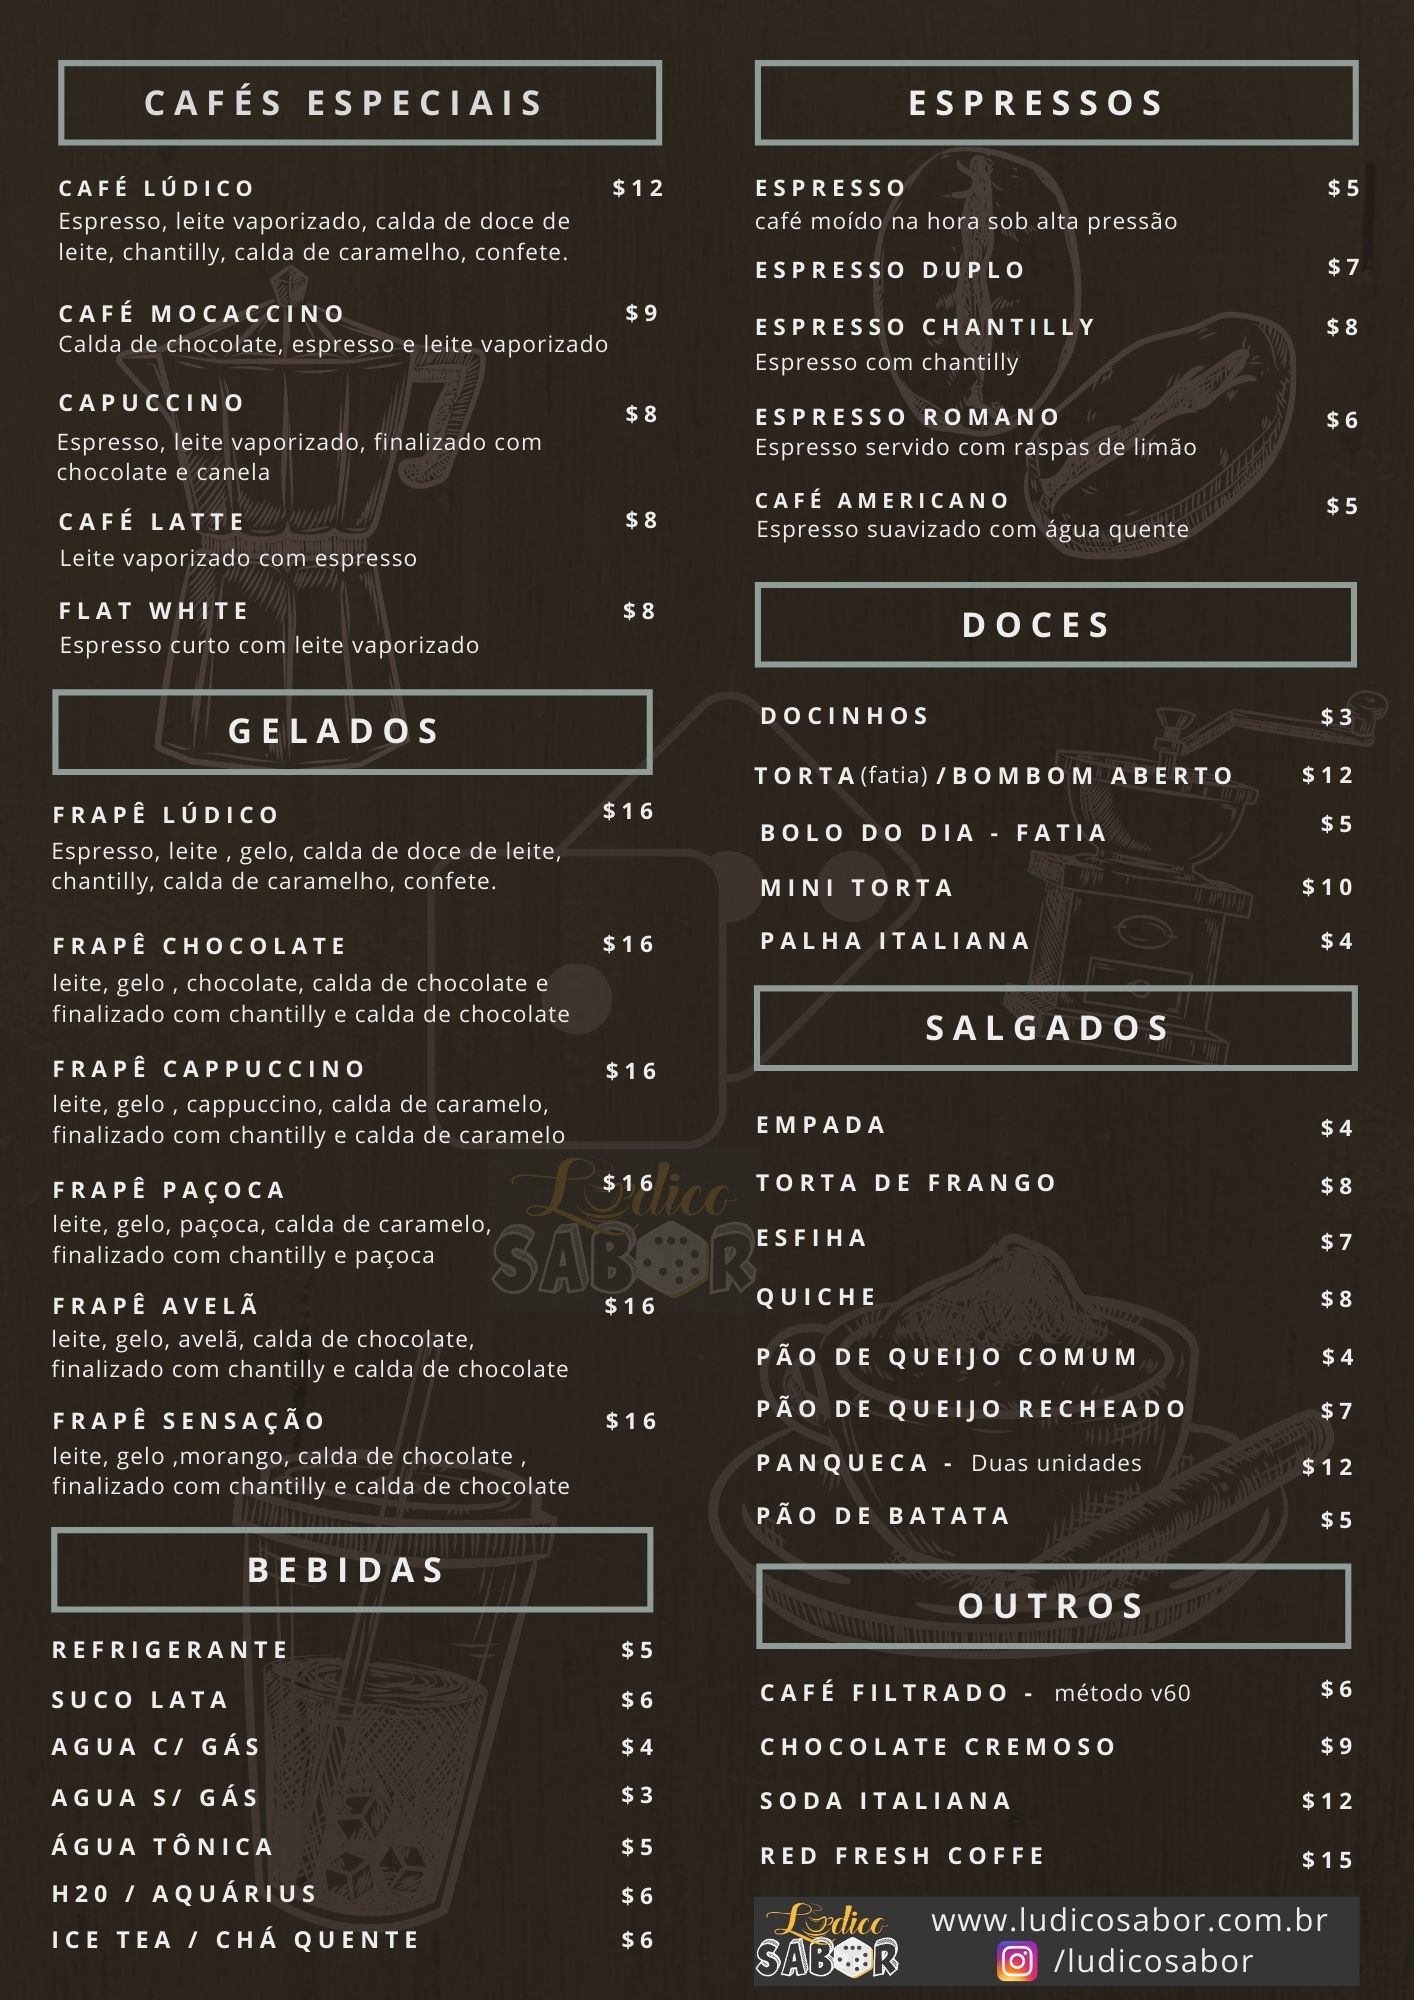 CAFÉS ESPECIAIS
CAFÉ LÚDICO $12
Espresso, leite vaporizado, calda de doce de
leite, chantilly, calda de caramelho, confete.
CAFÉ MOCACCINO $9
Calda de chocolate, espresso e leite vaporizado
CAPUCCINO $8
Espresso, leite vaporizado, finalizado com
chocolate e canela
CAFÉ LATTE $8
Leite vaporizado com espresso
FLAT WHITE $8
Espresso curto com leite vaporizado
GELADOS
FRAPÊ LÚDICO $16
Espresso, leite , gelo, calda de doce de leite,
chantilly, calda de caramelho, confete.
FRAPÊ CHOCOLATE $16
leite, gelo , chocolate, calda de chocolate e
finalizado com chantilly e calda de chocolate
FRAPÊ CAPPUCCINO $16
leite, gelo , cappuccino, calda de caramelo,
finalizado com chantilly e calda de caramelo
FRAPÊ PAÇOCA $16
leite, gelo, paçoca, calda de caramelo,
finalizado com chantilly e paçoca
FRAPÊ AVELÃ $16
leite, gelo, avelã, calda de chocolate,
finalizado com chantilly e calda de chocolate
FRAPÊ SENSAÇÃO $16
leite, gelo ,morango, calda de chocolate ,
finalizado com chantilly e calda de chocolate
BEBIDAS
REFRIGERANTE $5
SUCO LATA $6
AGUA C/ GÁS $4
AGUA S/ GÁS $3
ÁGUA TÔNICA $5
H20 / AQUÁRIUS $6
ICE TEA / CHÁ QUENTE $6
Lúdico
SABOR
ESPRESSOS
ESPRESSO $5
café moído na hora sob alta pressão
ESPRESSO DUPLO $7
ESPRESSO CHANTILLY $8
Espresso com chantilly
ESPRESSO ROMANO $6
Espresso servido com raspas de limão
CAFÉ AMERICANO $5
Espresso suavizado com água quente
DOCES
DOCINHOS $3
TORTA (fatia) /BOMBOM ABERTO $12
BOLO DO DIA - FATIA $5
MINI TORTA $10
PALHA ITALIANA $4
SALGADOS
EMPADA $4
TORTA DE FRANGO $8
ESFIHA $7
QUICHE $8
PÃO DE QUEIJO COMUM $4
PÃO DE QUEIJO RECHEADO $7
PANQUECA - Duas unidades $12
PÃO DE BATATA $5
OUTROS
CAFÉ FILTRADO - método v60 $6
CHOCOLATE CREMOSO $9
SODA ITALIANA $12
RED FRESH COFFE $15
Lúdico
SABOR
www.ludicosabor.com.br
/ludicosabor